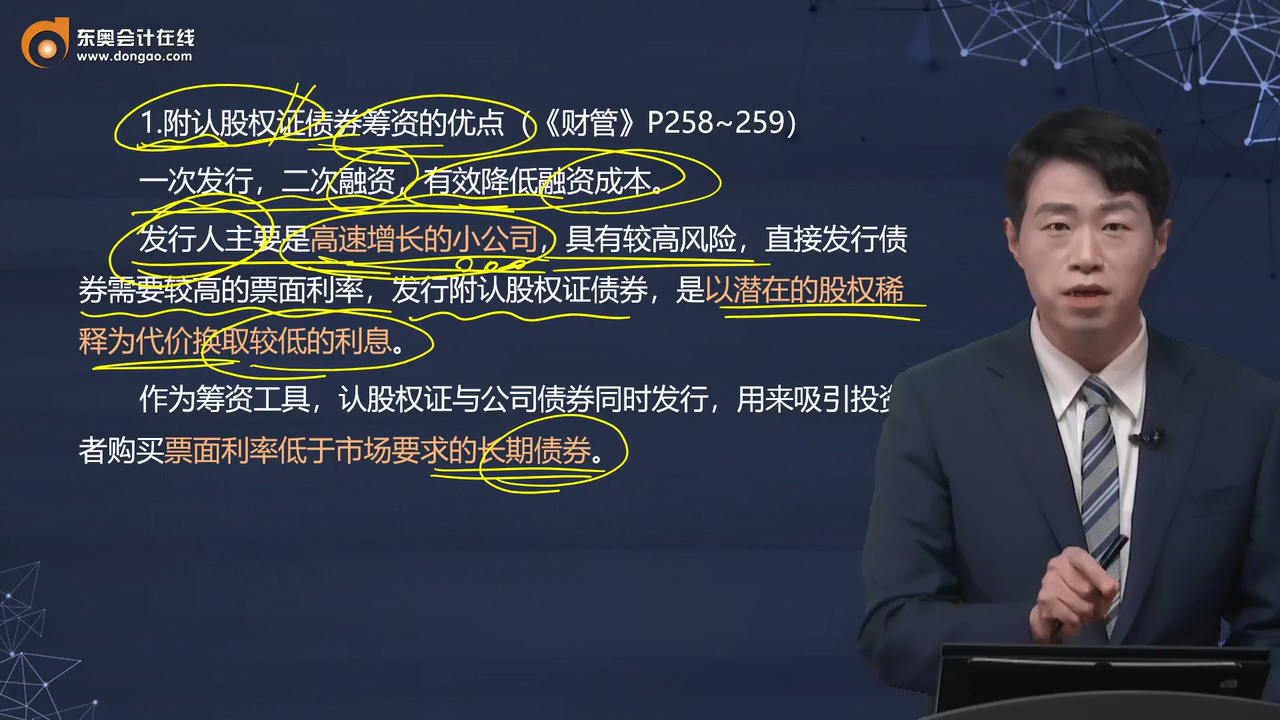 东奥会计在线
www.dongao.com
1.附认股权证债券筹资的优点（《财管》P258~259）
一次发行，二次融资，有效降低融资成本。
发行人主要是高速增长的小公司，具有较高风险，直接发行债
券需要较高的票面利率，发行附认股权证债券，是以潜在的股权稀
释为代价换取较低的利息。
作为筹资工具，认股权证与公司债券同时发行，用来吸引投资
者购买票面利率低于市场要求的长期债券。